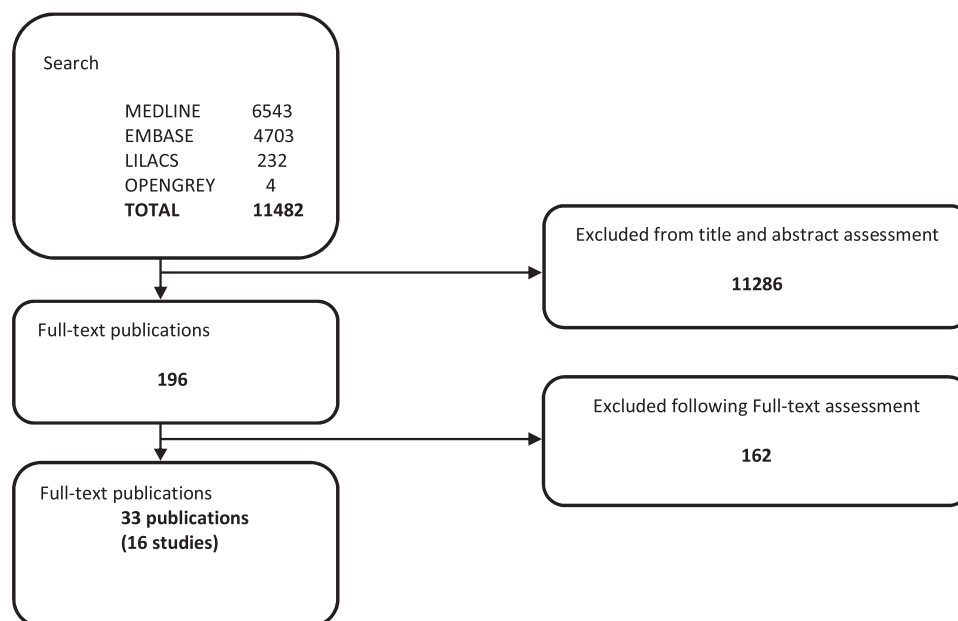 Search
MEDLINE 6543
EMBASE 4703
LILACS 232
OPENGREY 4
TOTAL 11482
Excluded from title and abstract assessment
11286
Full-text publications
196
Excluded following Full-text assessment
162
Full-text publications
33 publications
(16 studies)